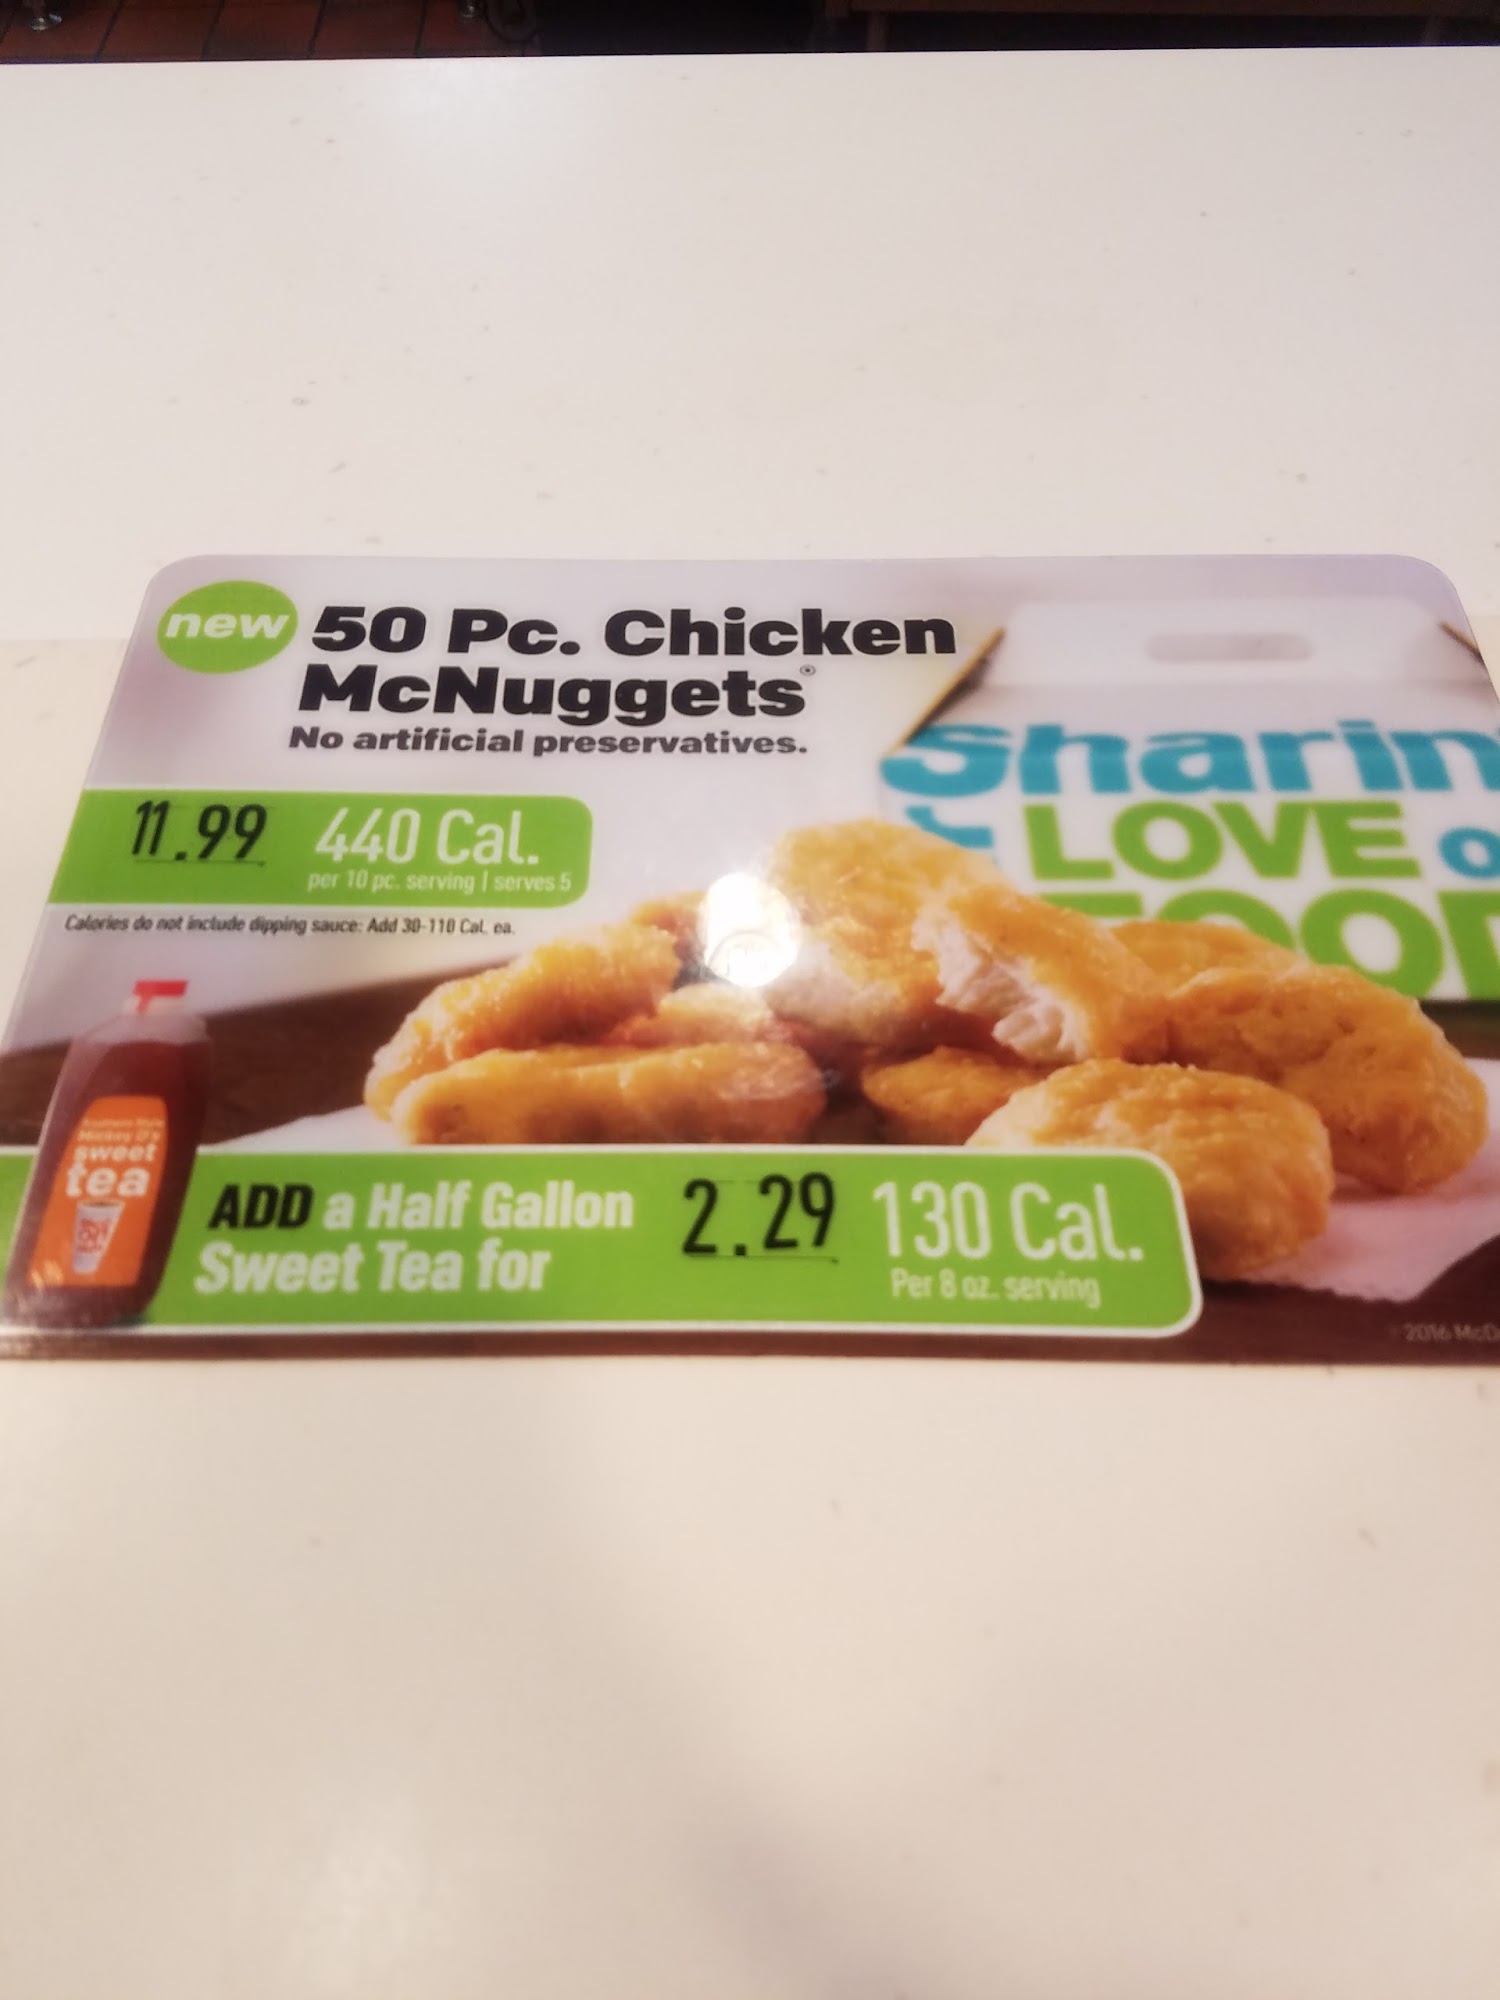 new
50 Pc. Chicken
McNuggets®
No artificial preservatives.
11.99
440 Cal.
per 10 pc. serving | serves 5
Calories do not include dipping sauce: Add 30-110 Cal. ea.
Sharin'
LOVE
sweet
tea
ADD a Half Gallon
Sweet Tea for
2.29
130 Cal.
Per 8 oz. serving
2016 McD